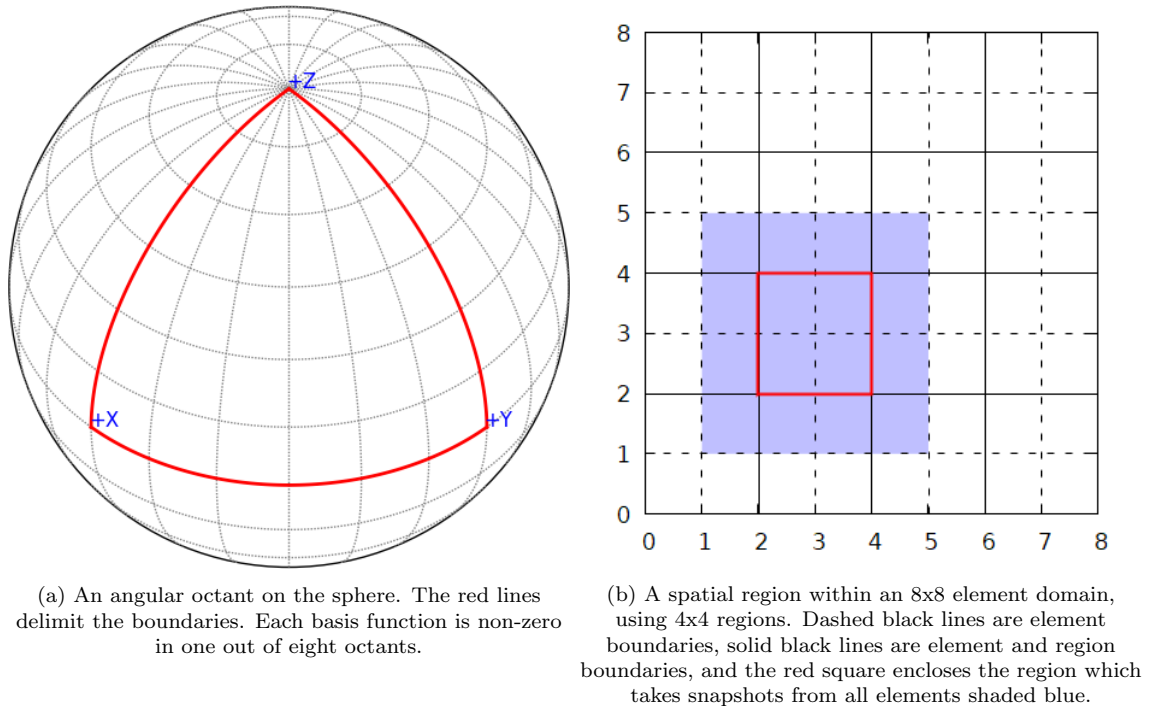 +Z
+X
+Y
8
7
6
5
4
3
2
1
0
0 1 2 3 4 5 6 7 8
(a) An angular octant on the sphere. The red lines
delimit the boundaries. Each basis function is non-zero
in one out of eight octants.
(b) A spatial region within an 8x8 element domain,
using 4x4 regions. Dashed black lines are element
boundaries, solid black lines are element and region
boundaries, and the red square encloses the region which
takes snapshots from all elements shaded blue.